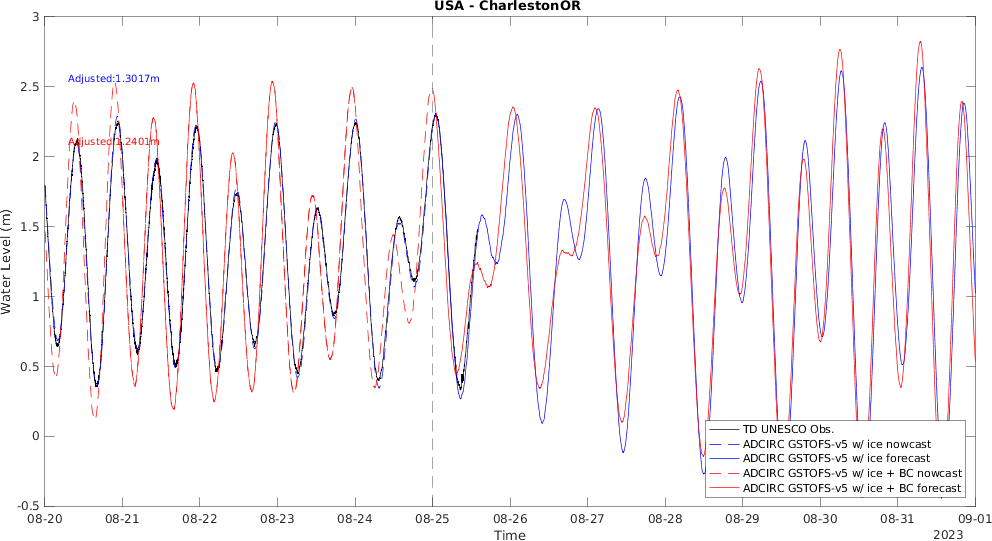 USA - CharlestonOR
Water Level (m)
3
2.5
2
1.5
1
0.5
0
-0.5
Adjusted:1.3017m
Adjusted:1.2401m
TD UNESCO Obs.
ADCIRC GSTOFS-v5 w/ ice nowcast
ADCIRC GSTOFS-v5 w/ ice forecast
ADCIRC GSTOFS-v5 w/ ice + BC nowcast
ADCIRC GSTOFS-v5 w/ ice + BC forecast
08-20 08-21 08-22 08-23 08-24 08-25 08-26 08-27 08-28 08-29 08-30 08-31 09-01
Time
2023